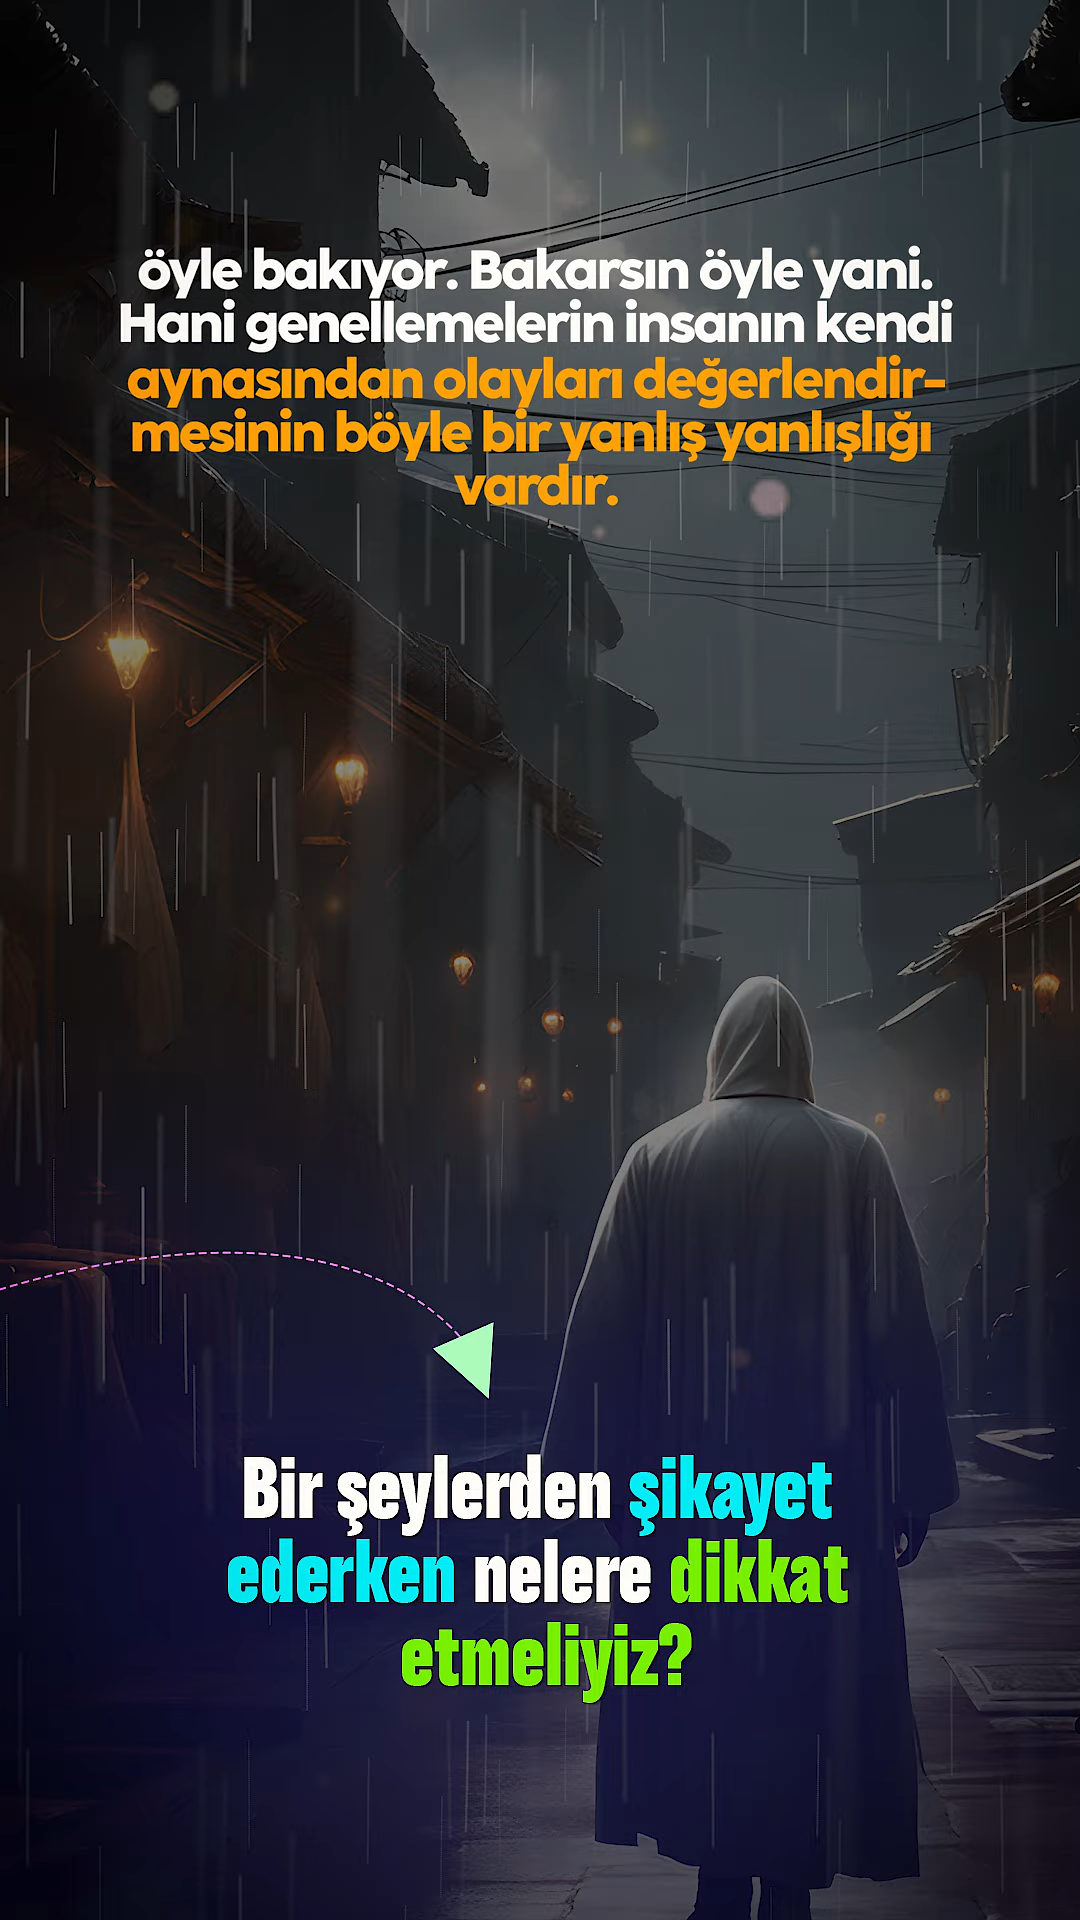 öyle bakıyor. Bakarsın öyle yani.
Hani genellemelerin insanın kendi
aynasından olayları değerlendir-
mesinin böyle bir yanlış yanlışlığı
vardır.
Bir şeylerden şikayet
ederken nelere dikkat
etmeliyiz?